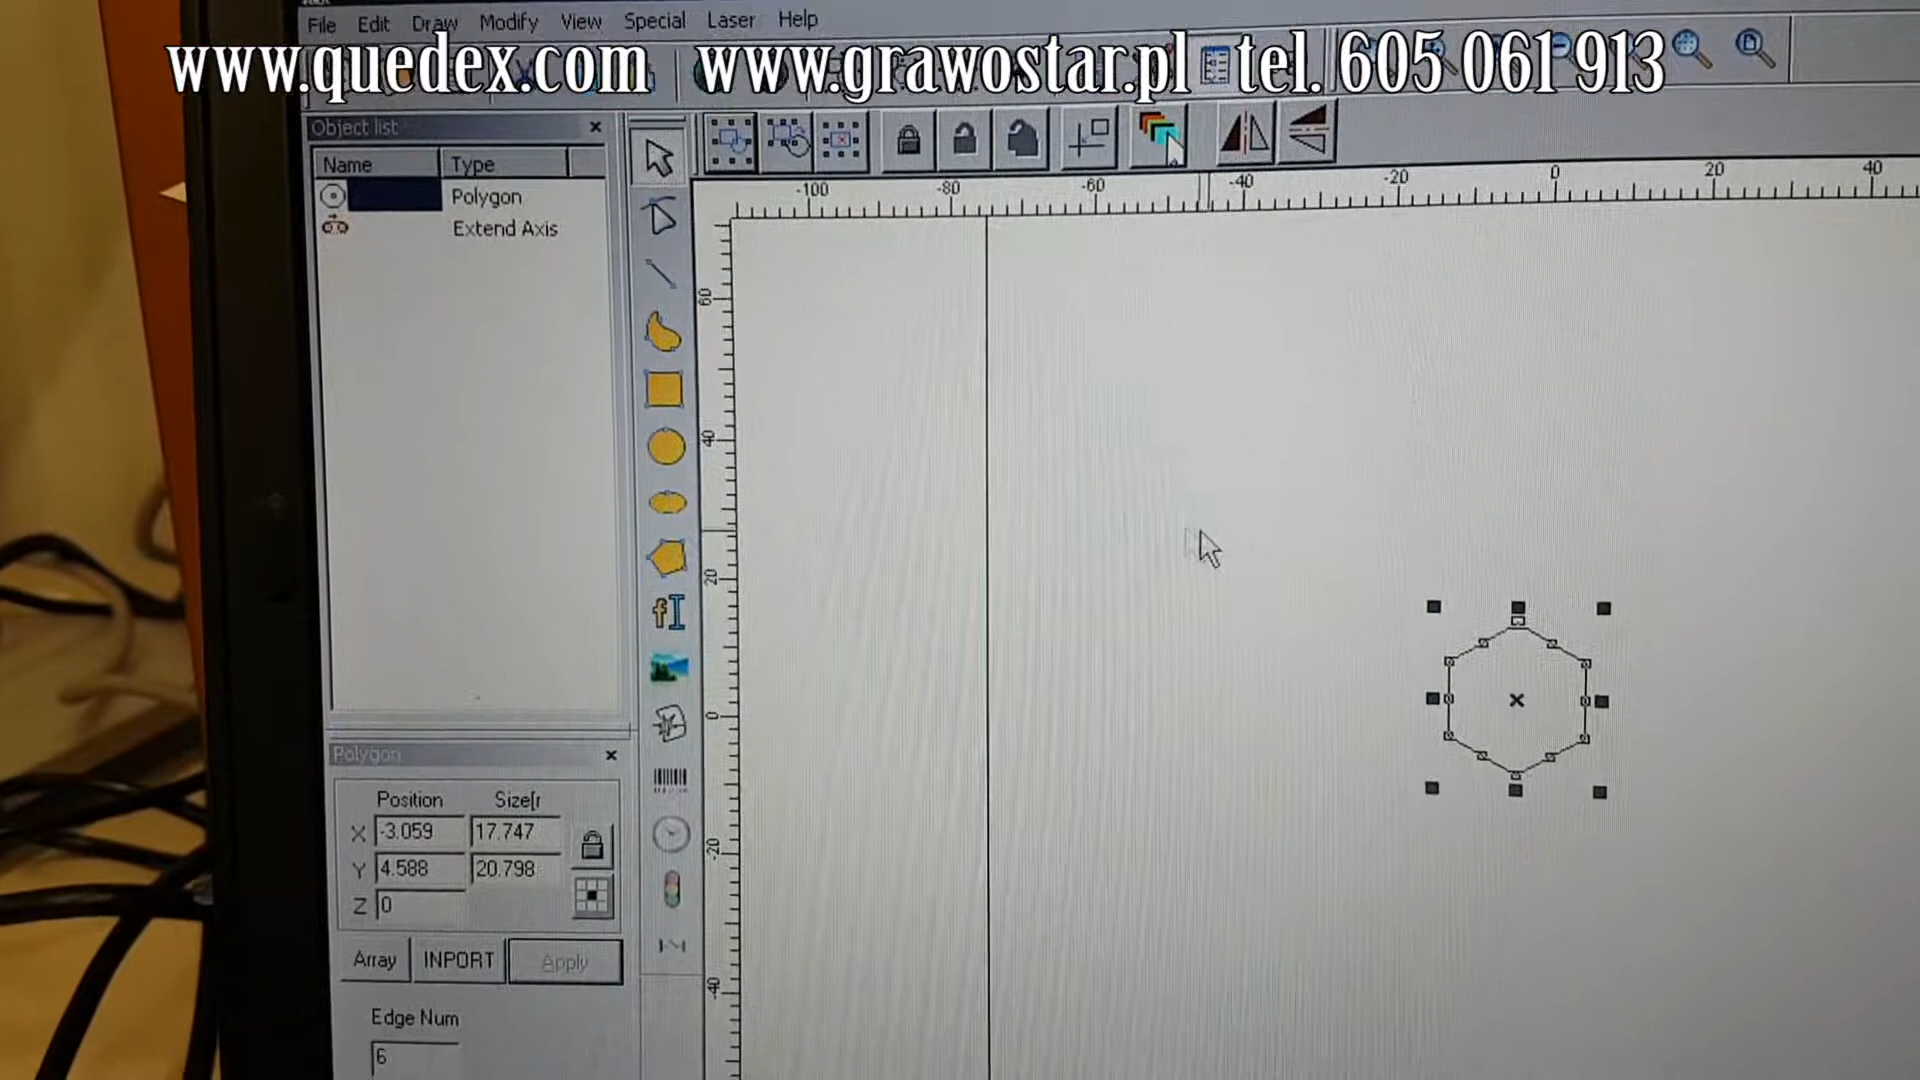 File Edit Draw Modify View Special Laser Help
www.quedex.com www.grawostar.pl tel. 605 061 913
Object list
Name Type
Polygon
Extend Axis
-100 -80 -60 -40 -20 0 20 40
60
40
20
0
-20
-40
Polygon
Position Size[r
X -3.059 17.747
Y 4.588 20.798
Z 0
Array INPORT Apply
Edge Num
6